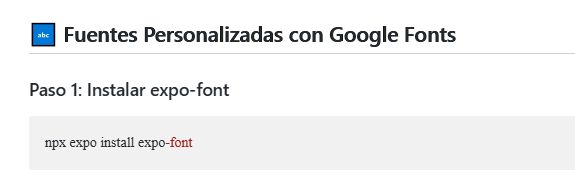 abc Fuentes Personalizadas con Google Fonts
Paso 1: Instalar expo-font
npx expo install expo-font